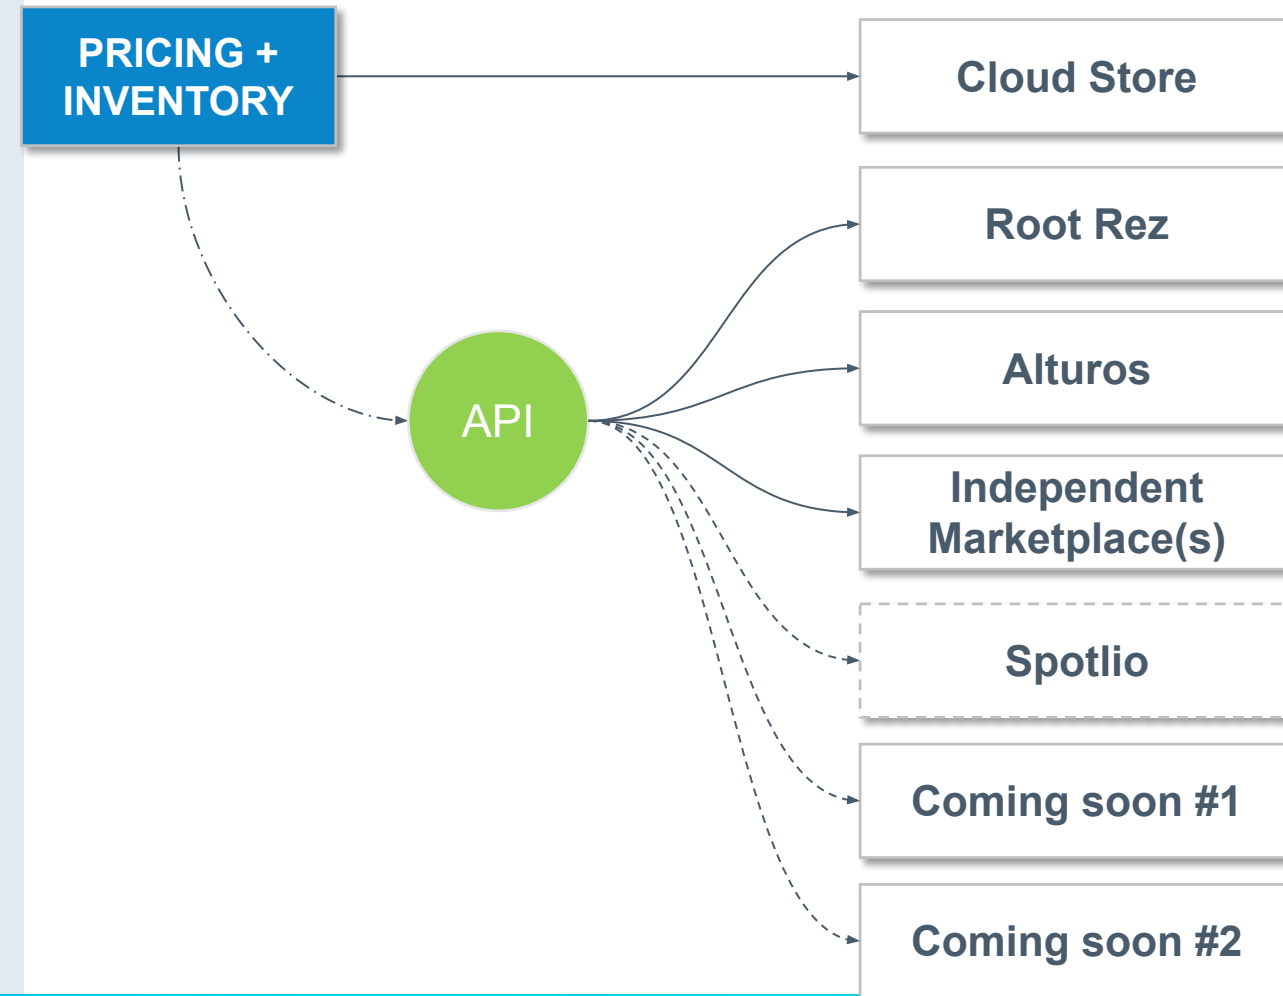 PRICING +
INVENTORY
Cloud Store
Root Rez
Alturos
API
Independent
Marketplace(s)
Spotlio
Coming soon #1
Coming soon #2